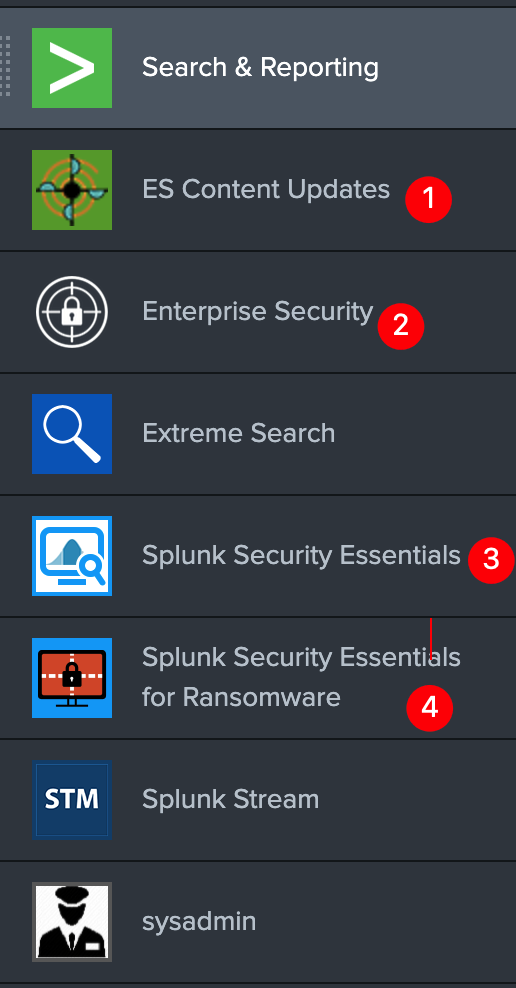 Search & Reporting
ES Content Updates
1
Enterprise Security
2
Extreme Search
Splunk Security Essentials
3
Splunk Security Essentials
for Ransomware
4
STM
Splunk Stream
sysadmin